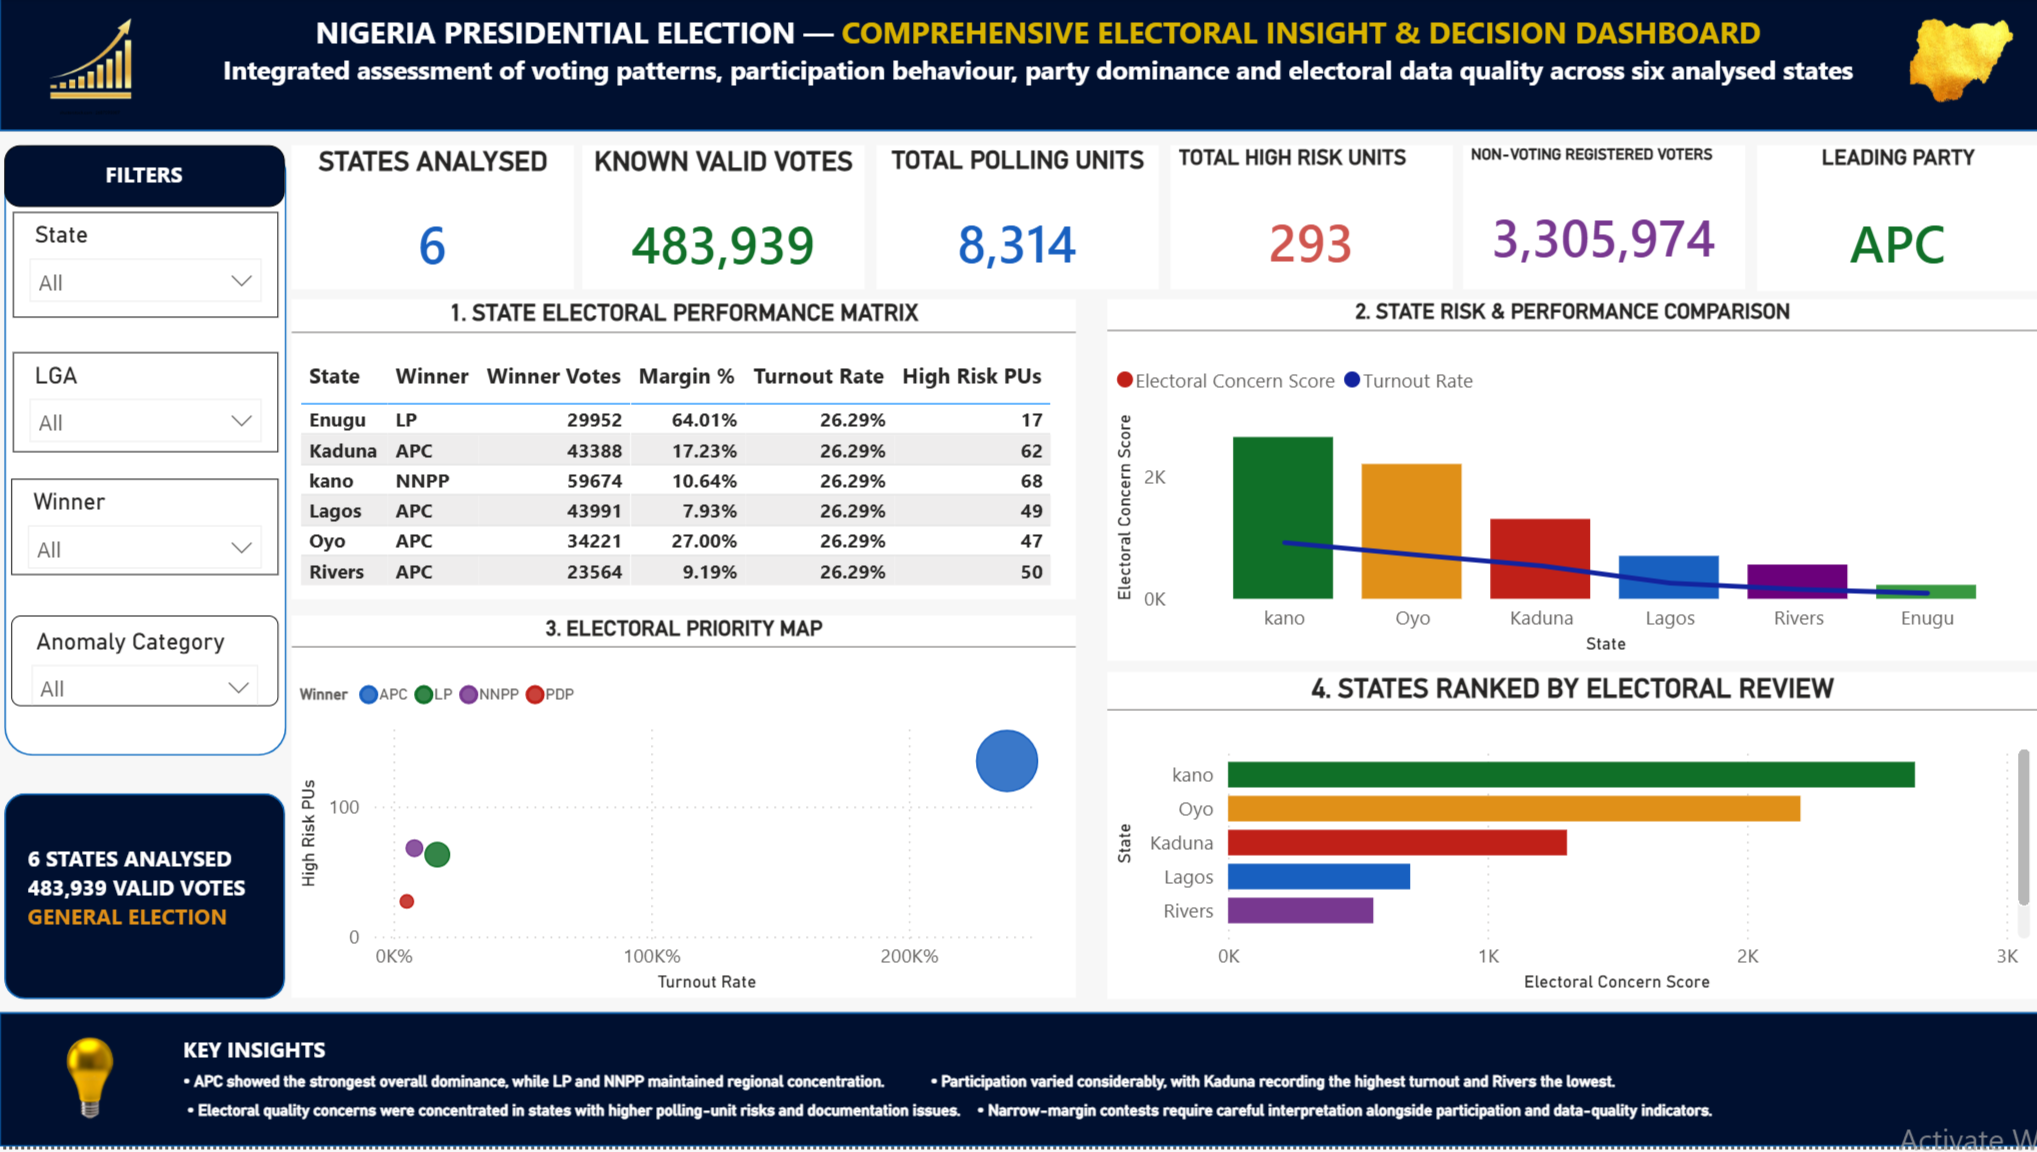 NIGERIA PRESIDENTIAL ELECTION — COMPREHENSIVE ELECTORAL INSIGHT & DECISION DASHBOARD
Integrated assessment of voting patterns, participation behaviour, party dominance and electoral data quality across six analysed states
FILTERS
State
All
LGA
All
Winner
All
Anomaly Category
All
6 STATES ANALYSED
483,939 VALID VOTES
GENERAL ELECTION
STATES ANALYSED
6
KNOWN VALID VOTES
483,939
TOTAL POLLING UNITS
8,314
TOTAL HIGH RISK UNITS
293
NON-VOTING REGISTERED VOTERS
3,305,974
LEADING PARTY
APC
1. STATE ELECTORAL PERFORMANCE MATRIX
State Winner Winner Votes Margin % Turnout Rate High Risk PUs
Enugu LP 29952 64.01% 26.29% 17
Kaduna APC 43388 17.23% 26.29% 62
kano NNPP 59674 10.64% 26.29% 68
Lagos APC 43991 7.93% 26.29% 49
Oyo APC 34221 27.00% 26.29% 47
Rivers APC 23564 9.19% 26.29% 50
2. STATE RISK & PERFORMANCE COMPARISON
Electoral Concern Score Turnout Rate
Electoral Concern Score
2K
0K
kano Oyo Kaduna Lagos Rivers Enugu
State
3. ELECTORAL PRIORITY MAP
Winner APC LP NNPP PDP
High Risk PUs
100
0
0K% 100K% 200K%
Turnout Rate
4. STATES RANKED BY ELECTORAL REVIEW
State
kano
Oyo
Kaduna
Lagos
Rivers
0K 1K 2K 3K
Electoral Concern Score
KEY INSIGHTS
• APC showed the strongest overall dominance, while LP and NNPP maintained regional concentration. • Participation varied considerably, with Kaduna recording the highest turnout and Rivers the lowest.
• Electoral quality concerns were concentrated in states with higher polling-unit risks and documentation issues. • Narrow-margin contests require careful interpretation alongside participation and data-quality indicators.
Activate W